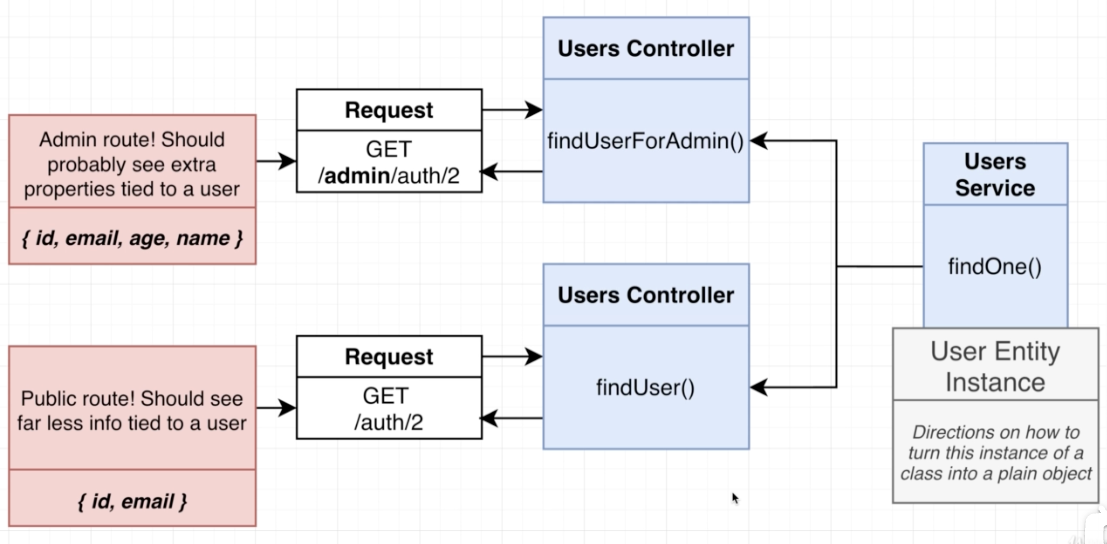 Admin route! Should
probably see extra
properties tied to a user
{ id, email, age, name }
Request
GET
/admin/auth/2
Users Controller
findUserForAdmin()
Users
Service
findOne()
User Entity
Instance
Directions on how to
turn this instance of a
class into a plain object
Public route! Should see
far less info tied to a user
{ id, email }
Request
GET
/auth/2
Users Controller
findUser()